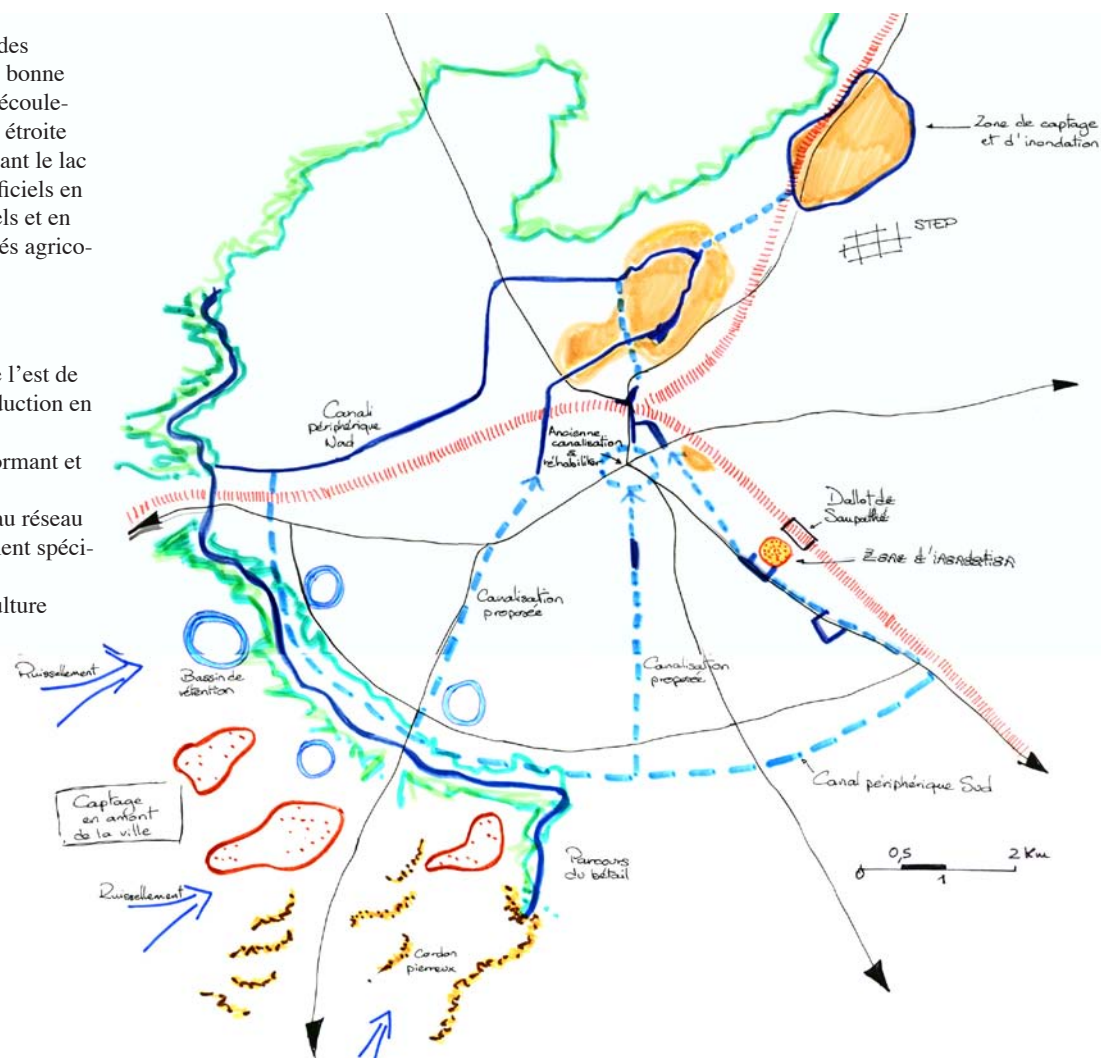 des
bonne
écoule-
étroite
ant le lac
ficiels en
els et en
és agrico-
e l'est de
duction en
ormant et
au réseau
ent spéci-
ulture
Zone de captage
et d'inondation
STEP
Canal
périphérique
Nord
Ancienne
canalisation
à
réhabiliter
Dallot de
Zone d'inondation
Canalisation
proposée
Canalisation
proposée
Ruissellement
Bassin de
rétention
Canal périphérique Sud
Captage
en amont
de la ville
Parcours
du bétail
0,5
2 Km
0
1
Ruissellement
Cordon
pierreux